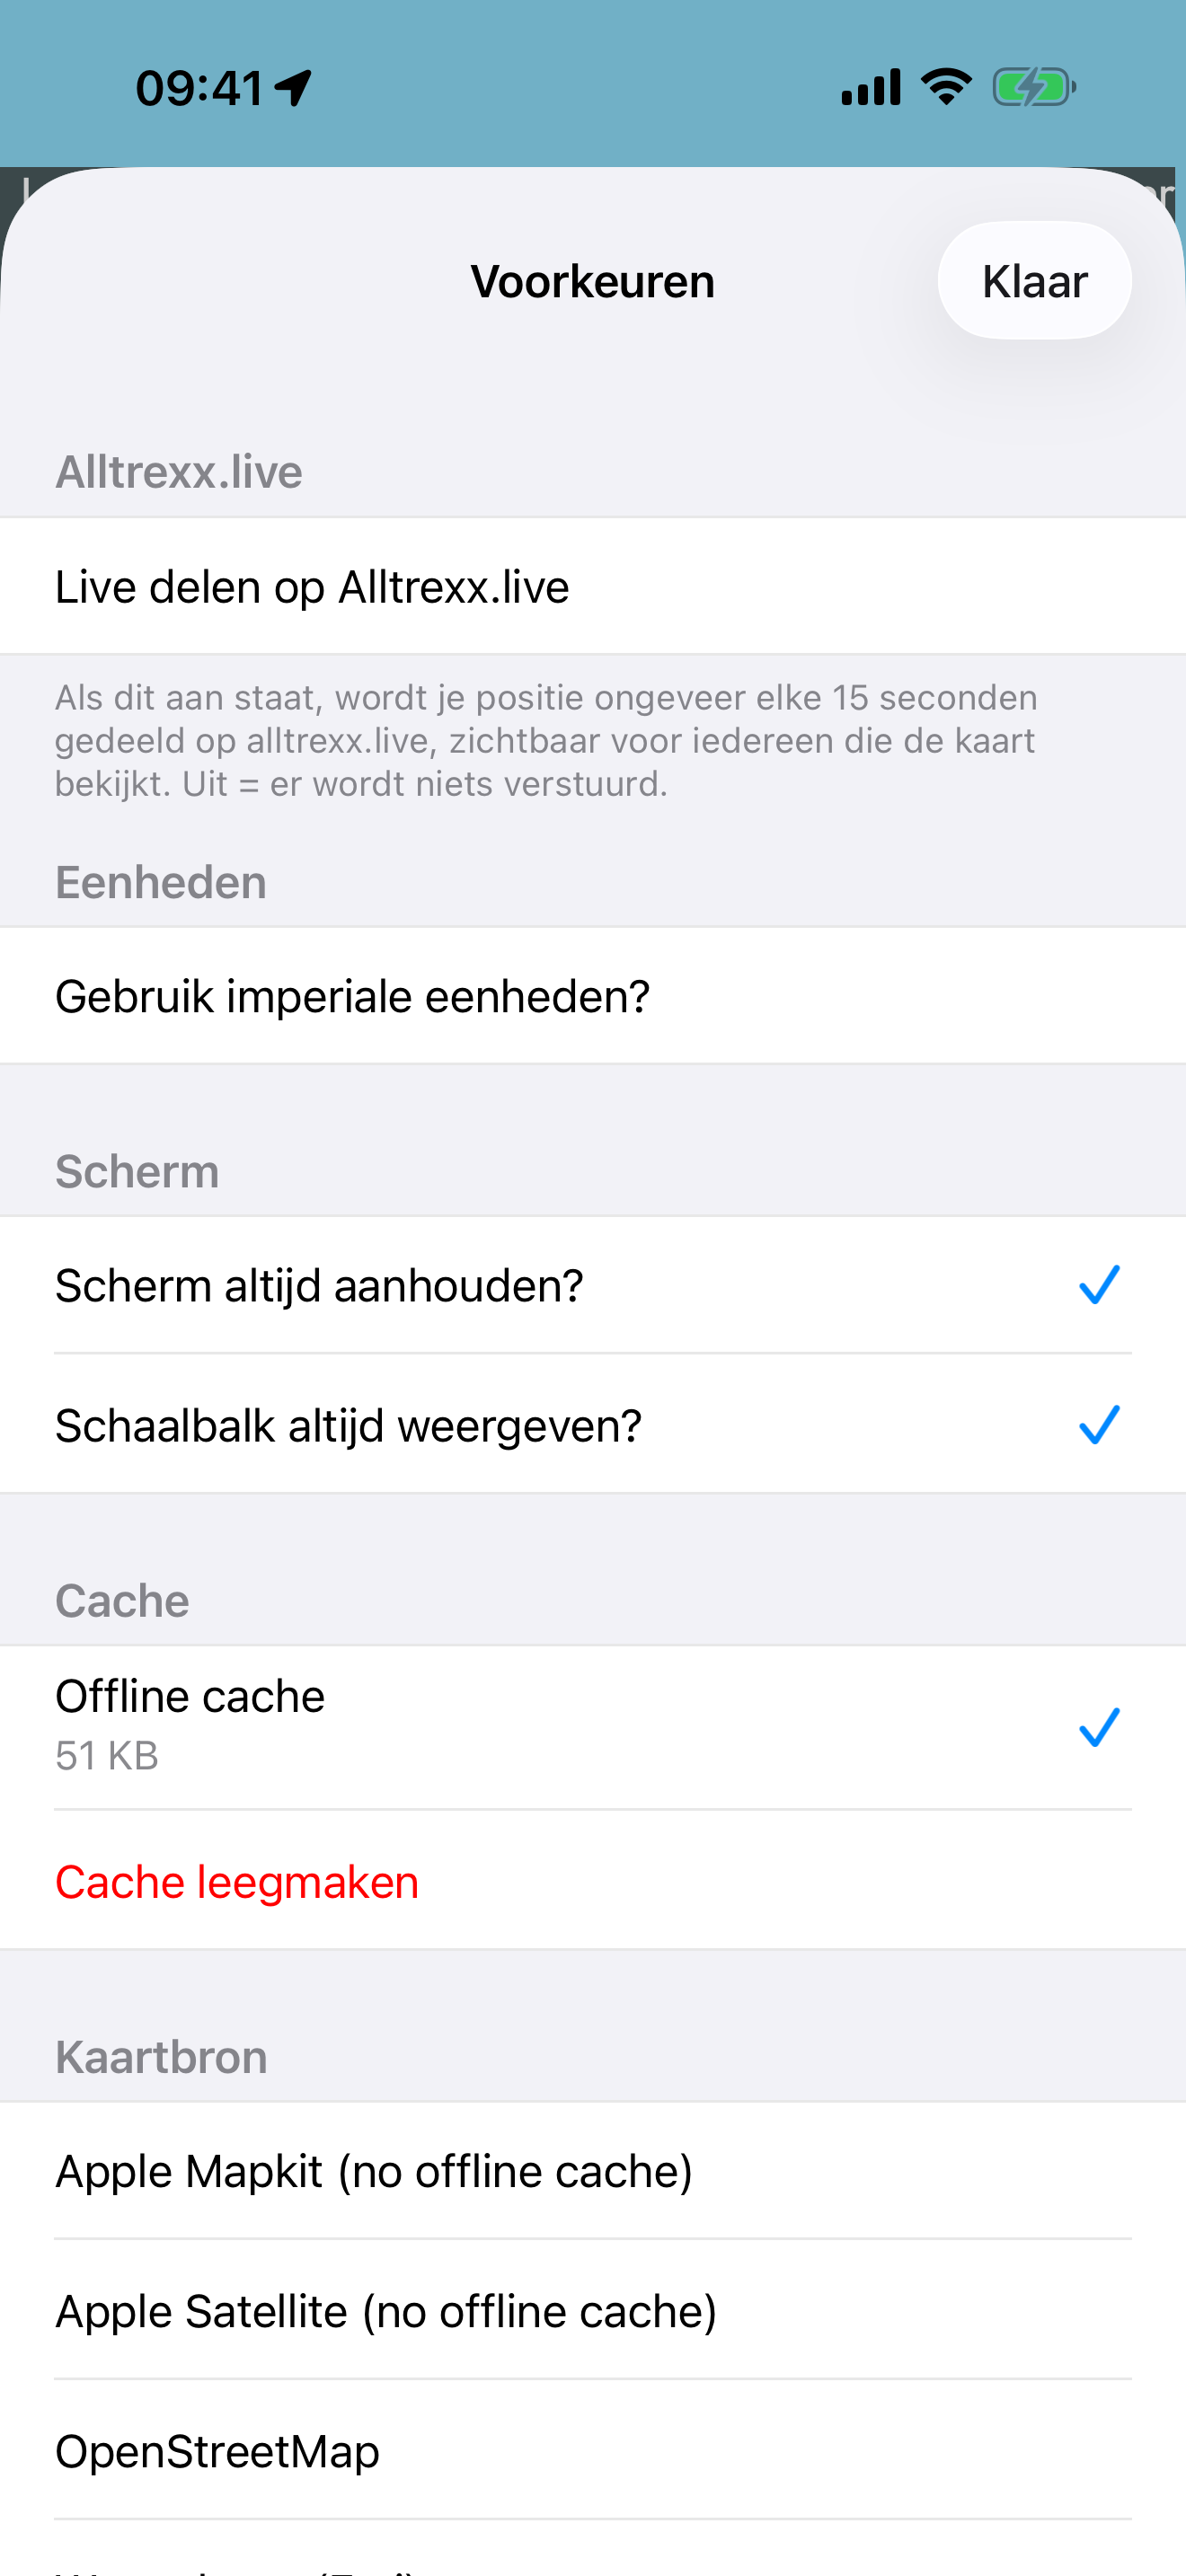 09:41
Voorkeuren
Klaar
Alltrexx.live
Live delen op Alltrexx.live
Als dit aan staat, wordt je positie ongeveer elke 15 seconden
gedeeld op alltrexx.live, zichtbaar voor iedereen die de kaart
bekijkt. Uit = er wordt niets verstuurd.
Eenheden
Gebruik imperiale eenheden?
Scherm
Scherm altijd aanhouden?
Schaalbalk altijd weergeven?
Cache
Offline cache
51 KB
Cache leegmaken
Kaartbron
Apple Mapkit (no offline cache)
Apple Satellite (no offline cache)
OpenStreetMap